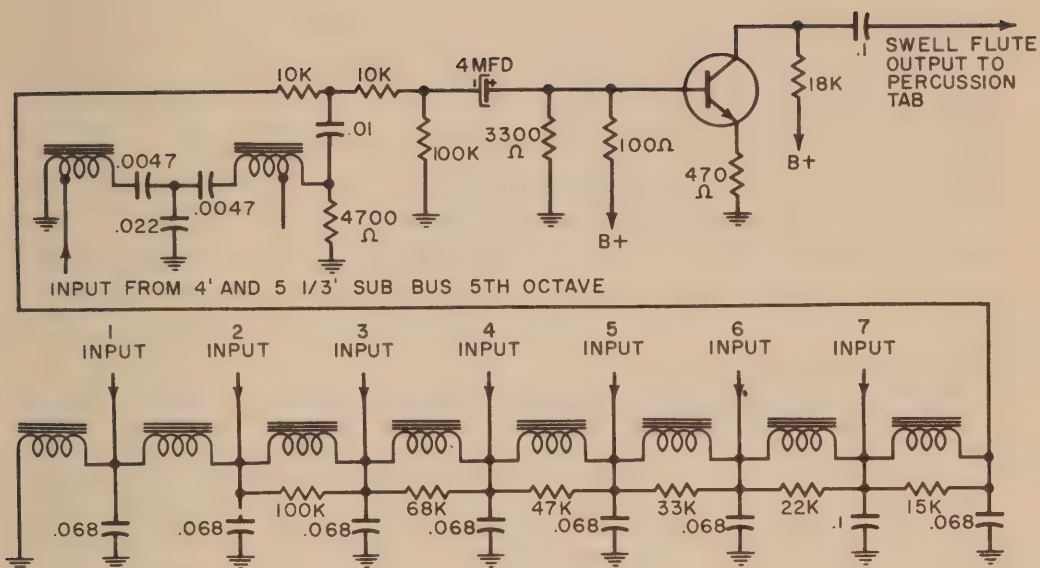 10K
10K
4 MFD
- +
.1
SWELL FLUTE
OUTPUT TO
PERCUSSION
TAB
18K
B+
.01
100K
3300
Ω
100Ω
B+
470
Ω
.0047
.0047
.022
4700
Ω
INPUT FROM 4' AND 5 1/3' SUB BUS 5TH OCTAVE
1
INPUT
2
INPUT
3
INPUT
4
INPUT
5
INPUT
6
INPUT
7
INPUT
100K
68K
47K
33K
22K
15K
.068
.068
.068
.068
.068
.068
.1
.068